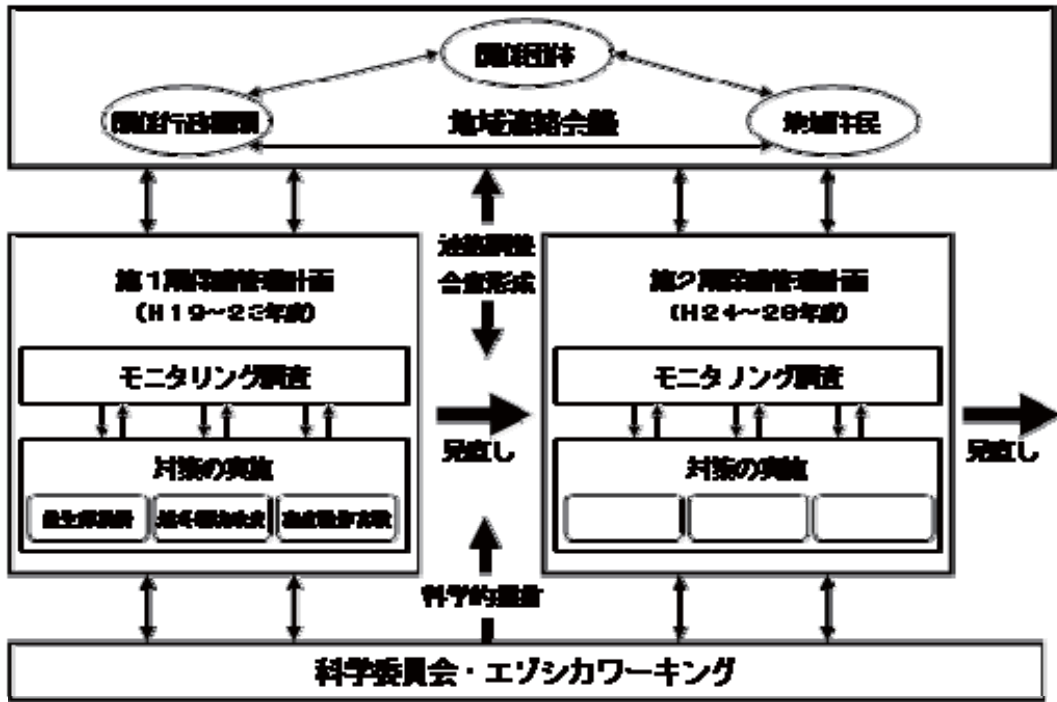 関係団体
関係行政機関
地域連絡会議
地域住民
連絡調整
合意形成
第1期保護管理計画
(H19~23年度)
第2期保護管理計画
(H24~28年度)
モニタリング調査
モニタリング調査
見直し
見直し
対策の実施
対策の実施
科学的提言
科学委員会・エゾシカワーキング